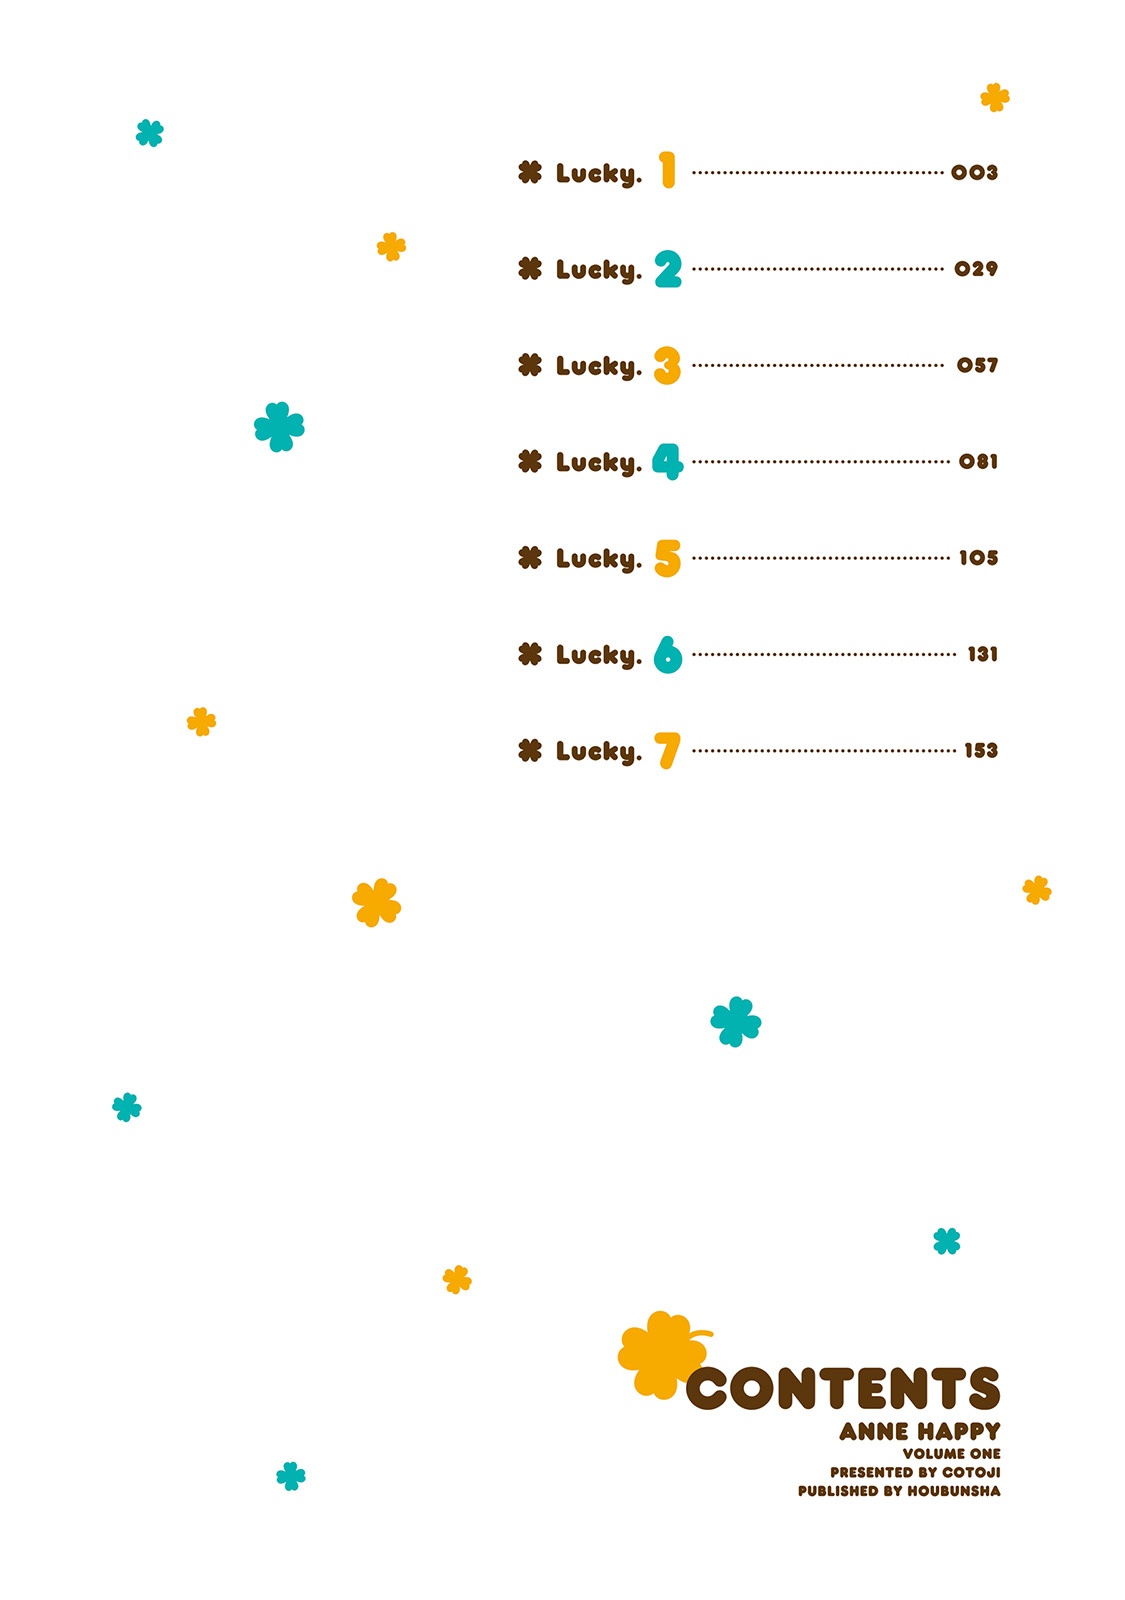 Lucky. 1 ........................................ 003
Lucky. 2 ........................................ 029
Lucky. 3 ........................................ 057
Lucky. 4 ........................................ 081
Lucky. 5 ........................................ 105
Lucky. 6 ........................................ 131
Lucky. 7 ........................................ 153
CONTENTS
ANNE HAPPY
VOLUME ONE
PRESENTED BY COTOJI
PUBLISHED BY HOUBUNSHA